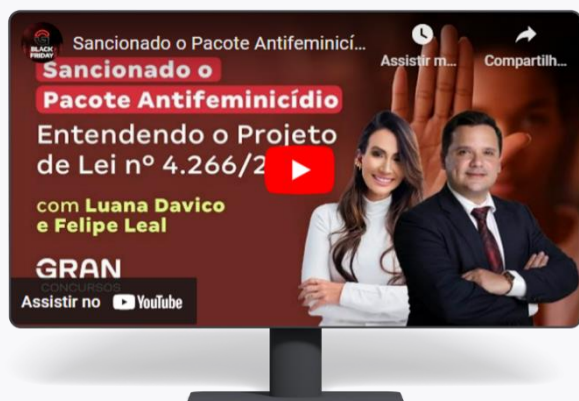 BLACK
FRIDAY
Sancionado o Pacote Antifeminicí...
Assistir m...
Compartilh...
Sancionado o
Pacote Antifeminicídio
Entendendo o Projeto
de Lei nº 4.266/2
com Luana Davico
e Felipe Leal
GRAN
CONCURSOS
Assistir no YouTube